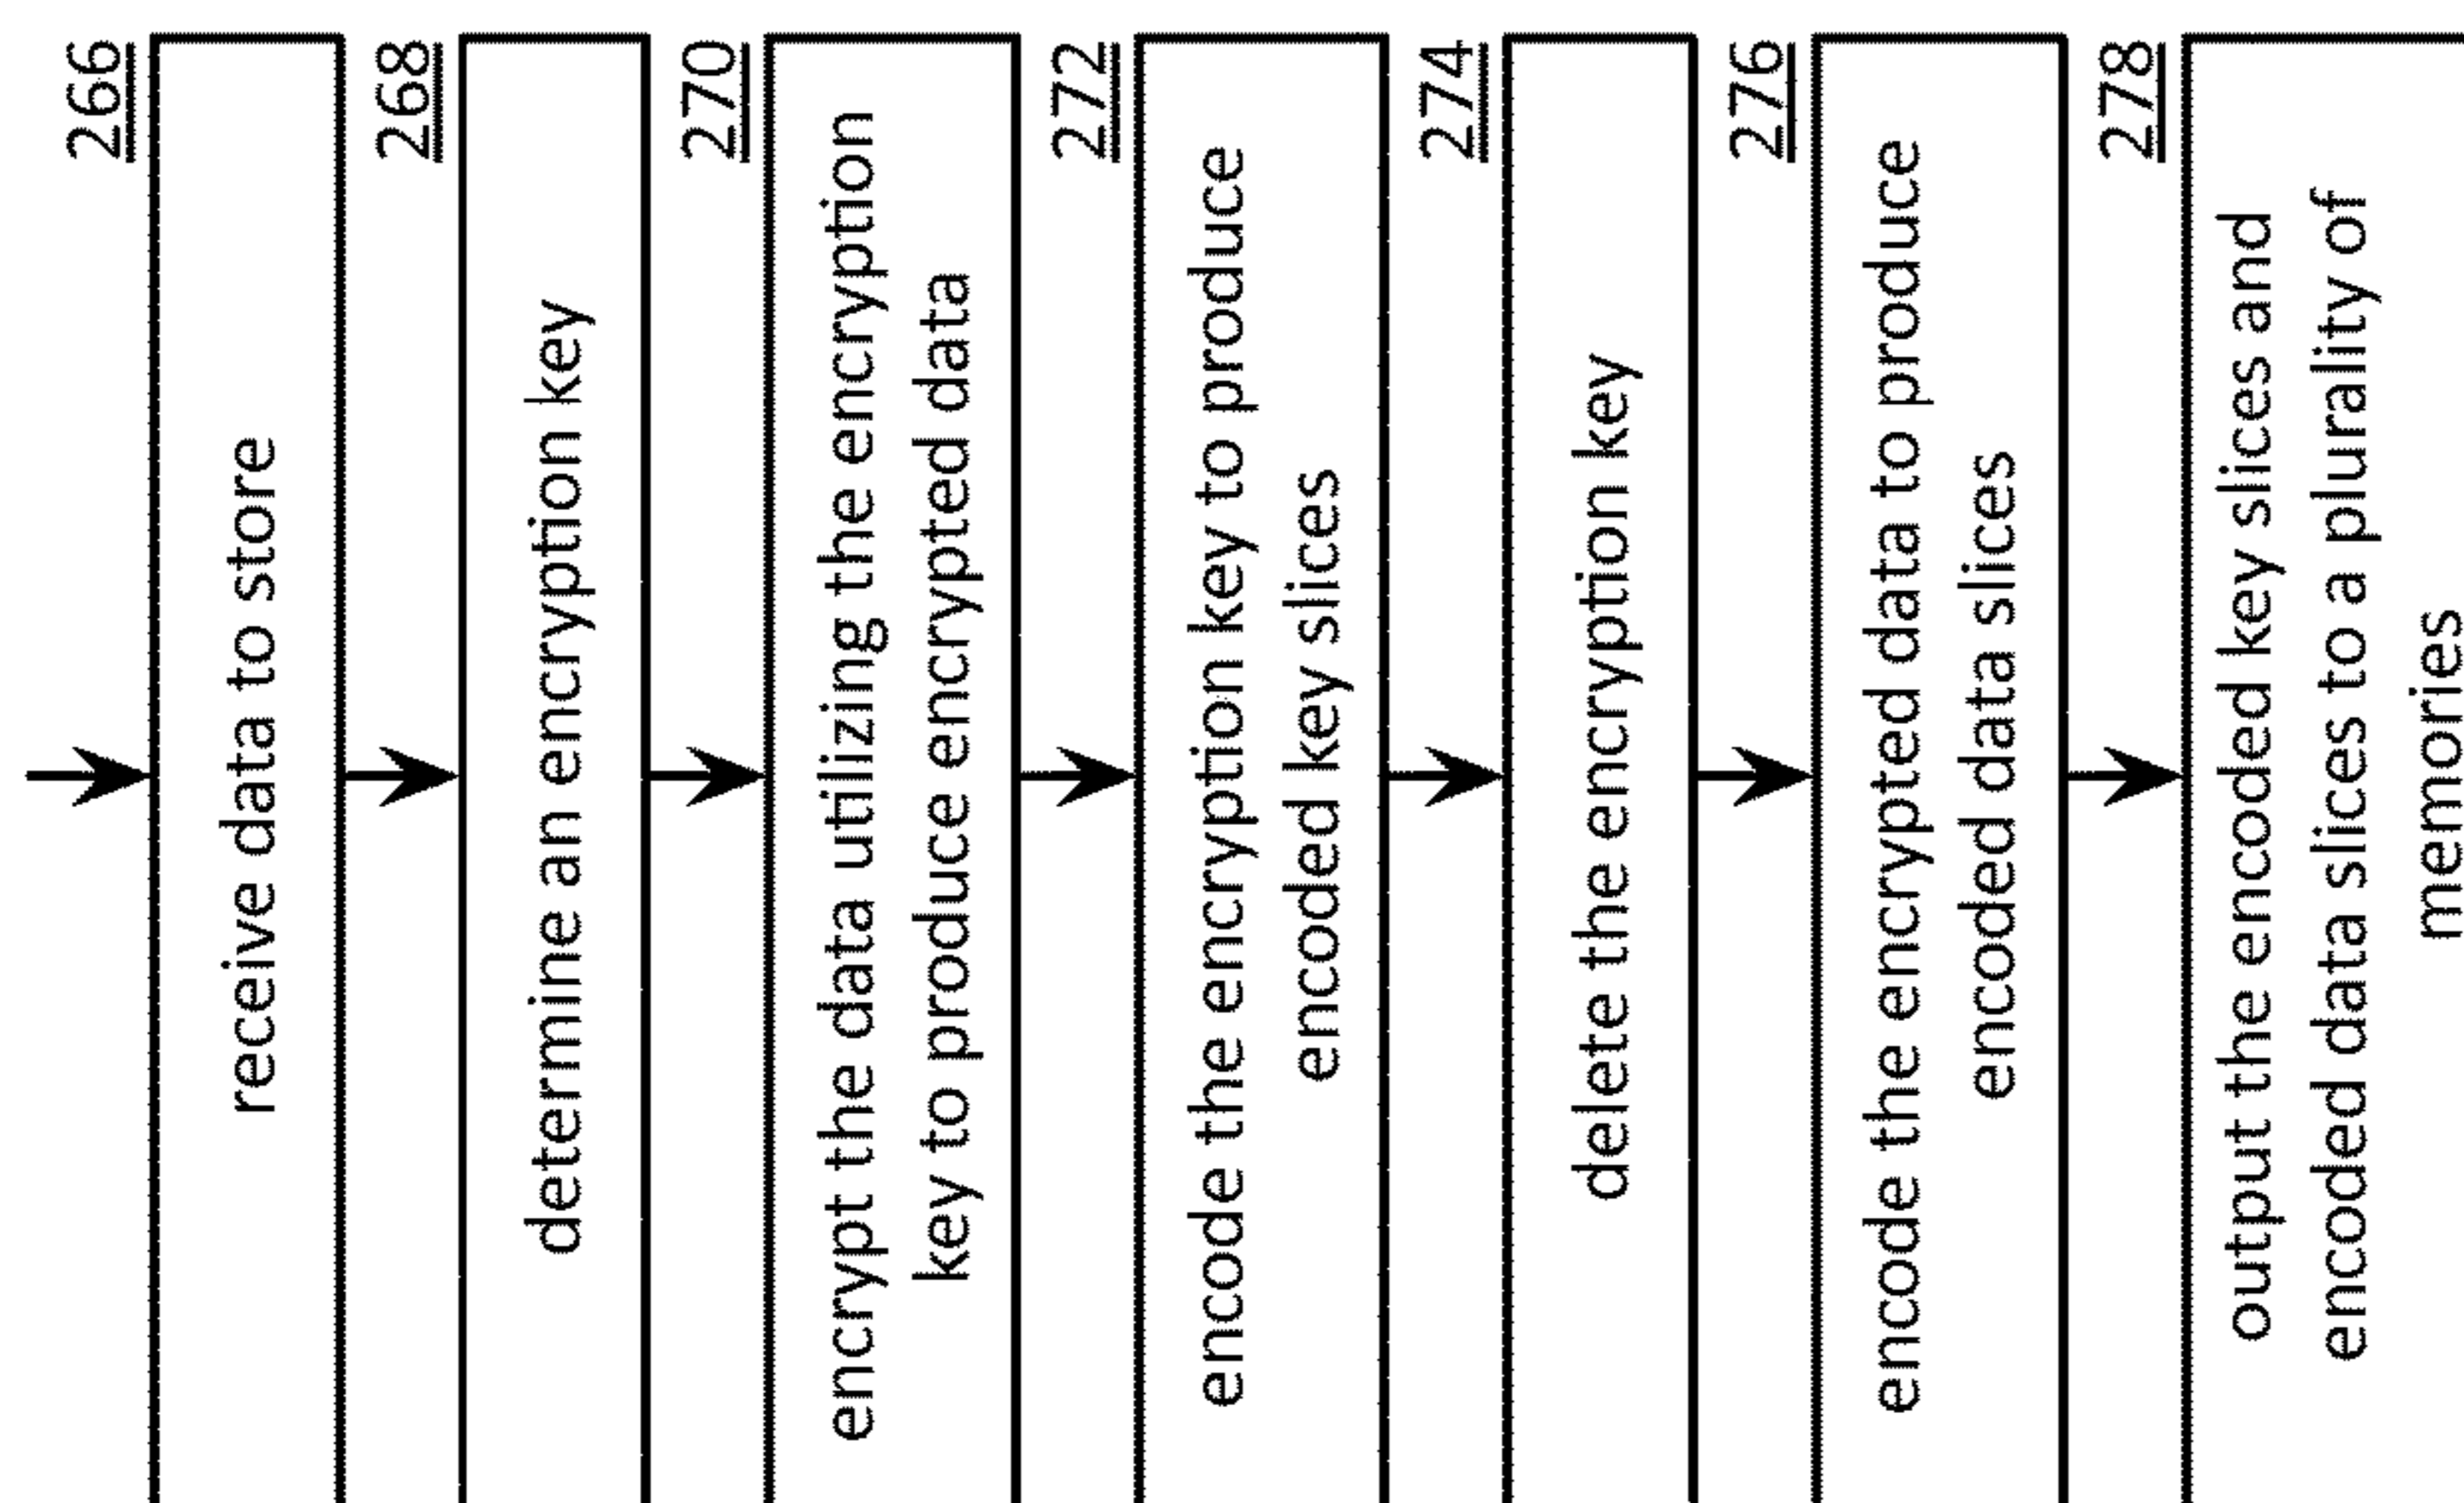 266
receive data to store
268
determine an encryption key
270
encrypt the data utilizing the encryption
key to produce encrypted data
272
encode the encryption key to produce
encoded key slices
274
delete the encryption key
276
encode the encrypted data to produce
encoded data slices
278
output the encoded key slices and
encoded data slices to a plurality of
memories